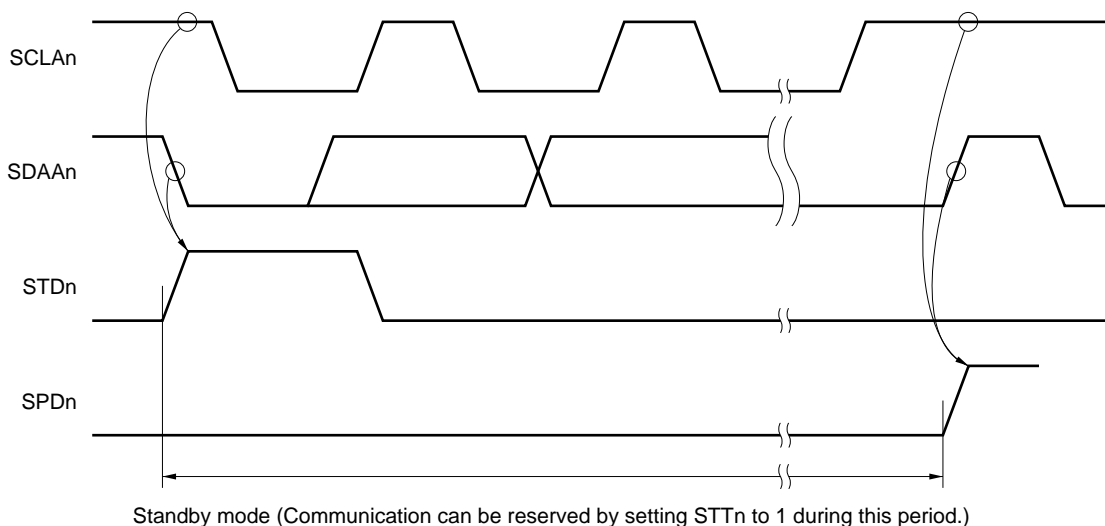 SCLAn
SDAAn
STDn
SPDn
Standby mode (Communication can be reserved by setting STTn to 1 during this period.)